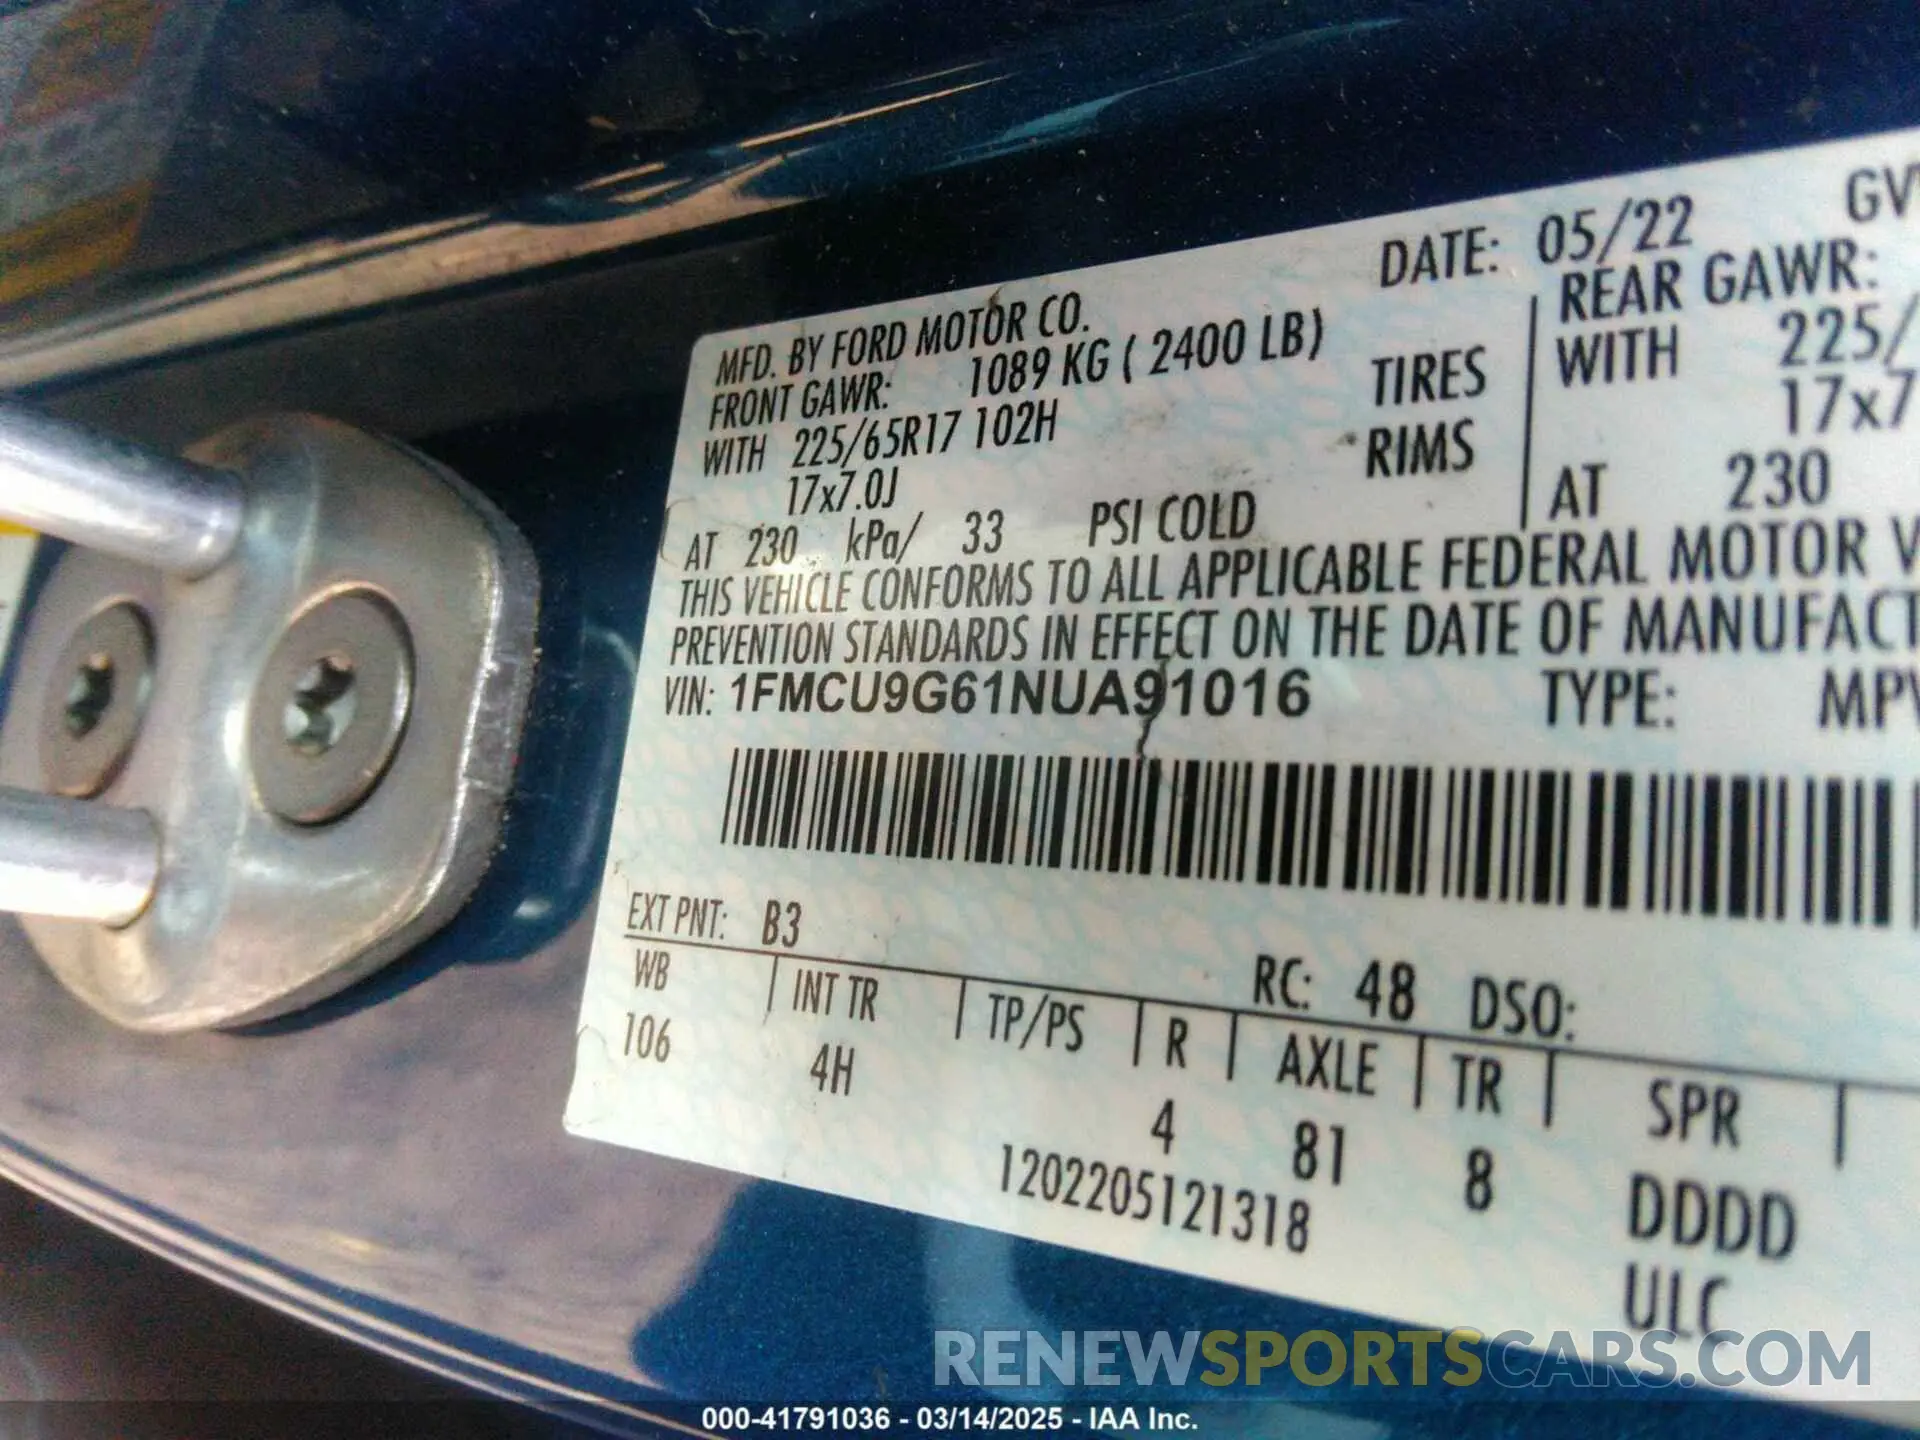 DATE: 05/22
MFD. BY FORD MOTOR CO.
REAR GAWR:
FRONT GAWR: 1089 KG ( 2400 LB)
WITH 225/65R17 102H TIRES WITH 225/
17x7.0J RIMS 17x7
AT 230 kPa/ 33 PSI COLD AT 230
THIS VEHICLE CONFORMS TO ALL APPLICABLE FEDERAL MOTOR V
PREVENTION STANDARDS IN EFFECT ON THE DATE OF MANUFACT
VIN: 1FMCU9G61NUA91016 TYPE: MPV
EXT PNT: B3 RC: 48 DSO:
WB INT TR TP/PS R AXLE TR SPR
106 4H 4 81 8 DDDD
1202205121318 ULC
RENEWSPORTSCARS.COM
000-41791036 - 03/14/2025 - IAA Inc.